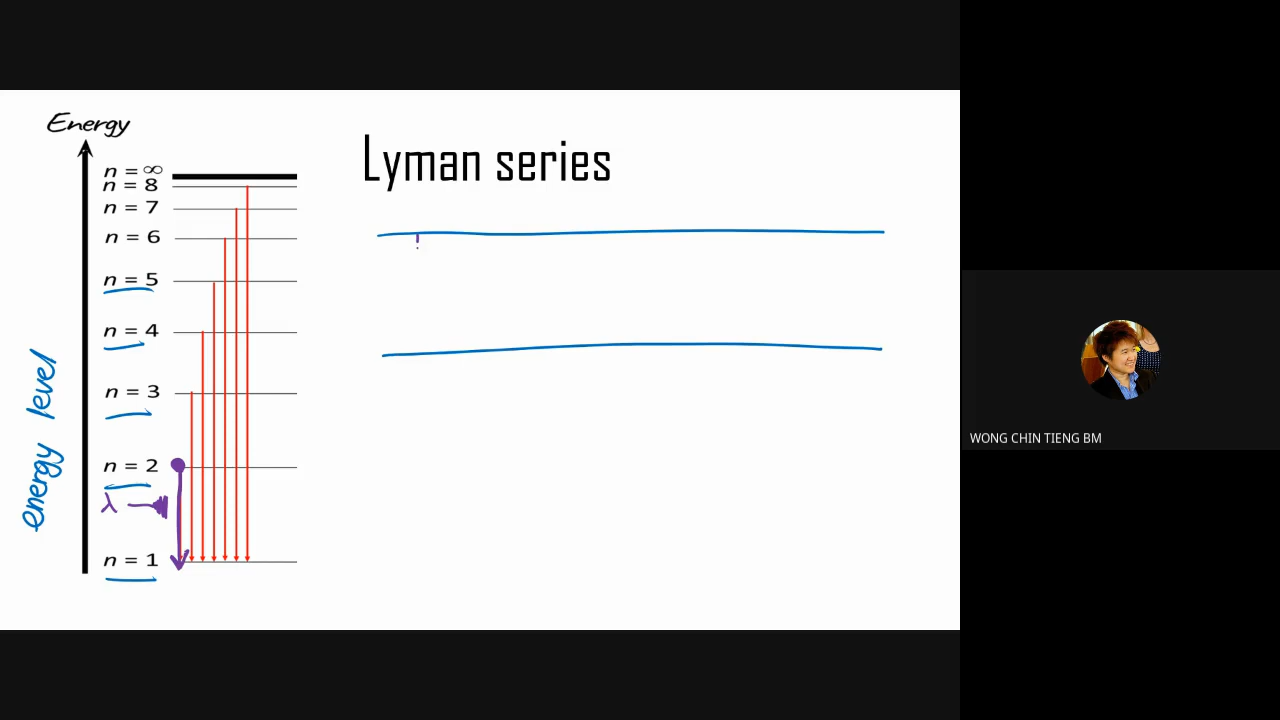 Energy
Lyman series
n = ∞
n = 8
n = 7
n = 6
n = 5
n = 4
n = 3
n = 2
λ
n = 1
energy level
WONG CHIN TIENG BM